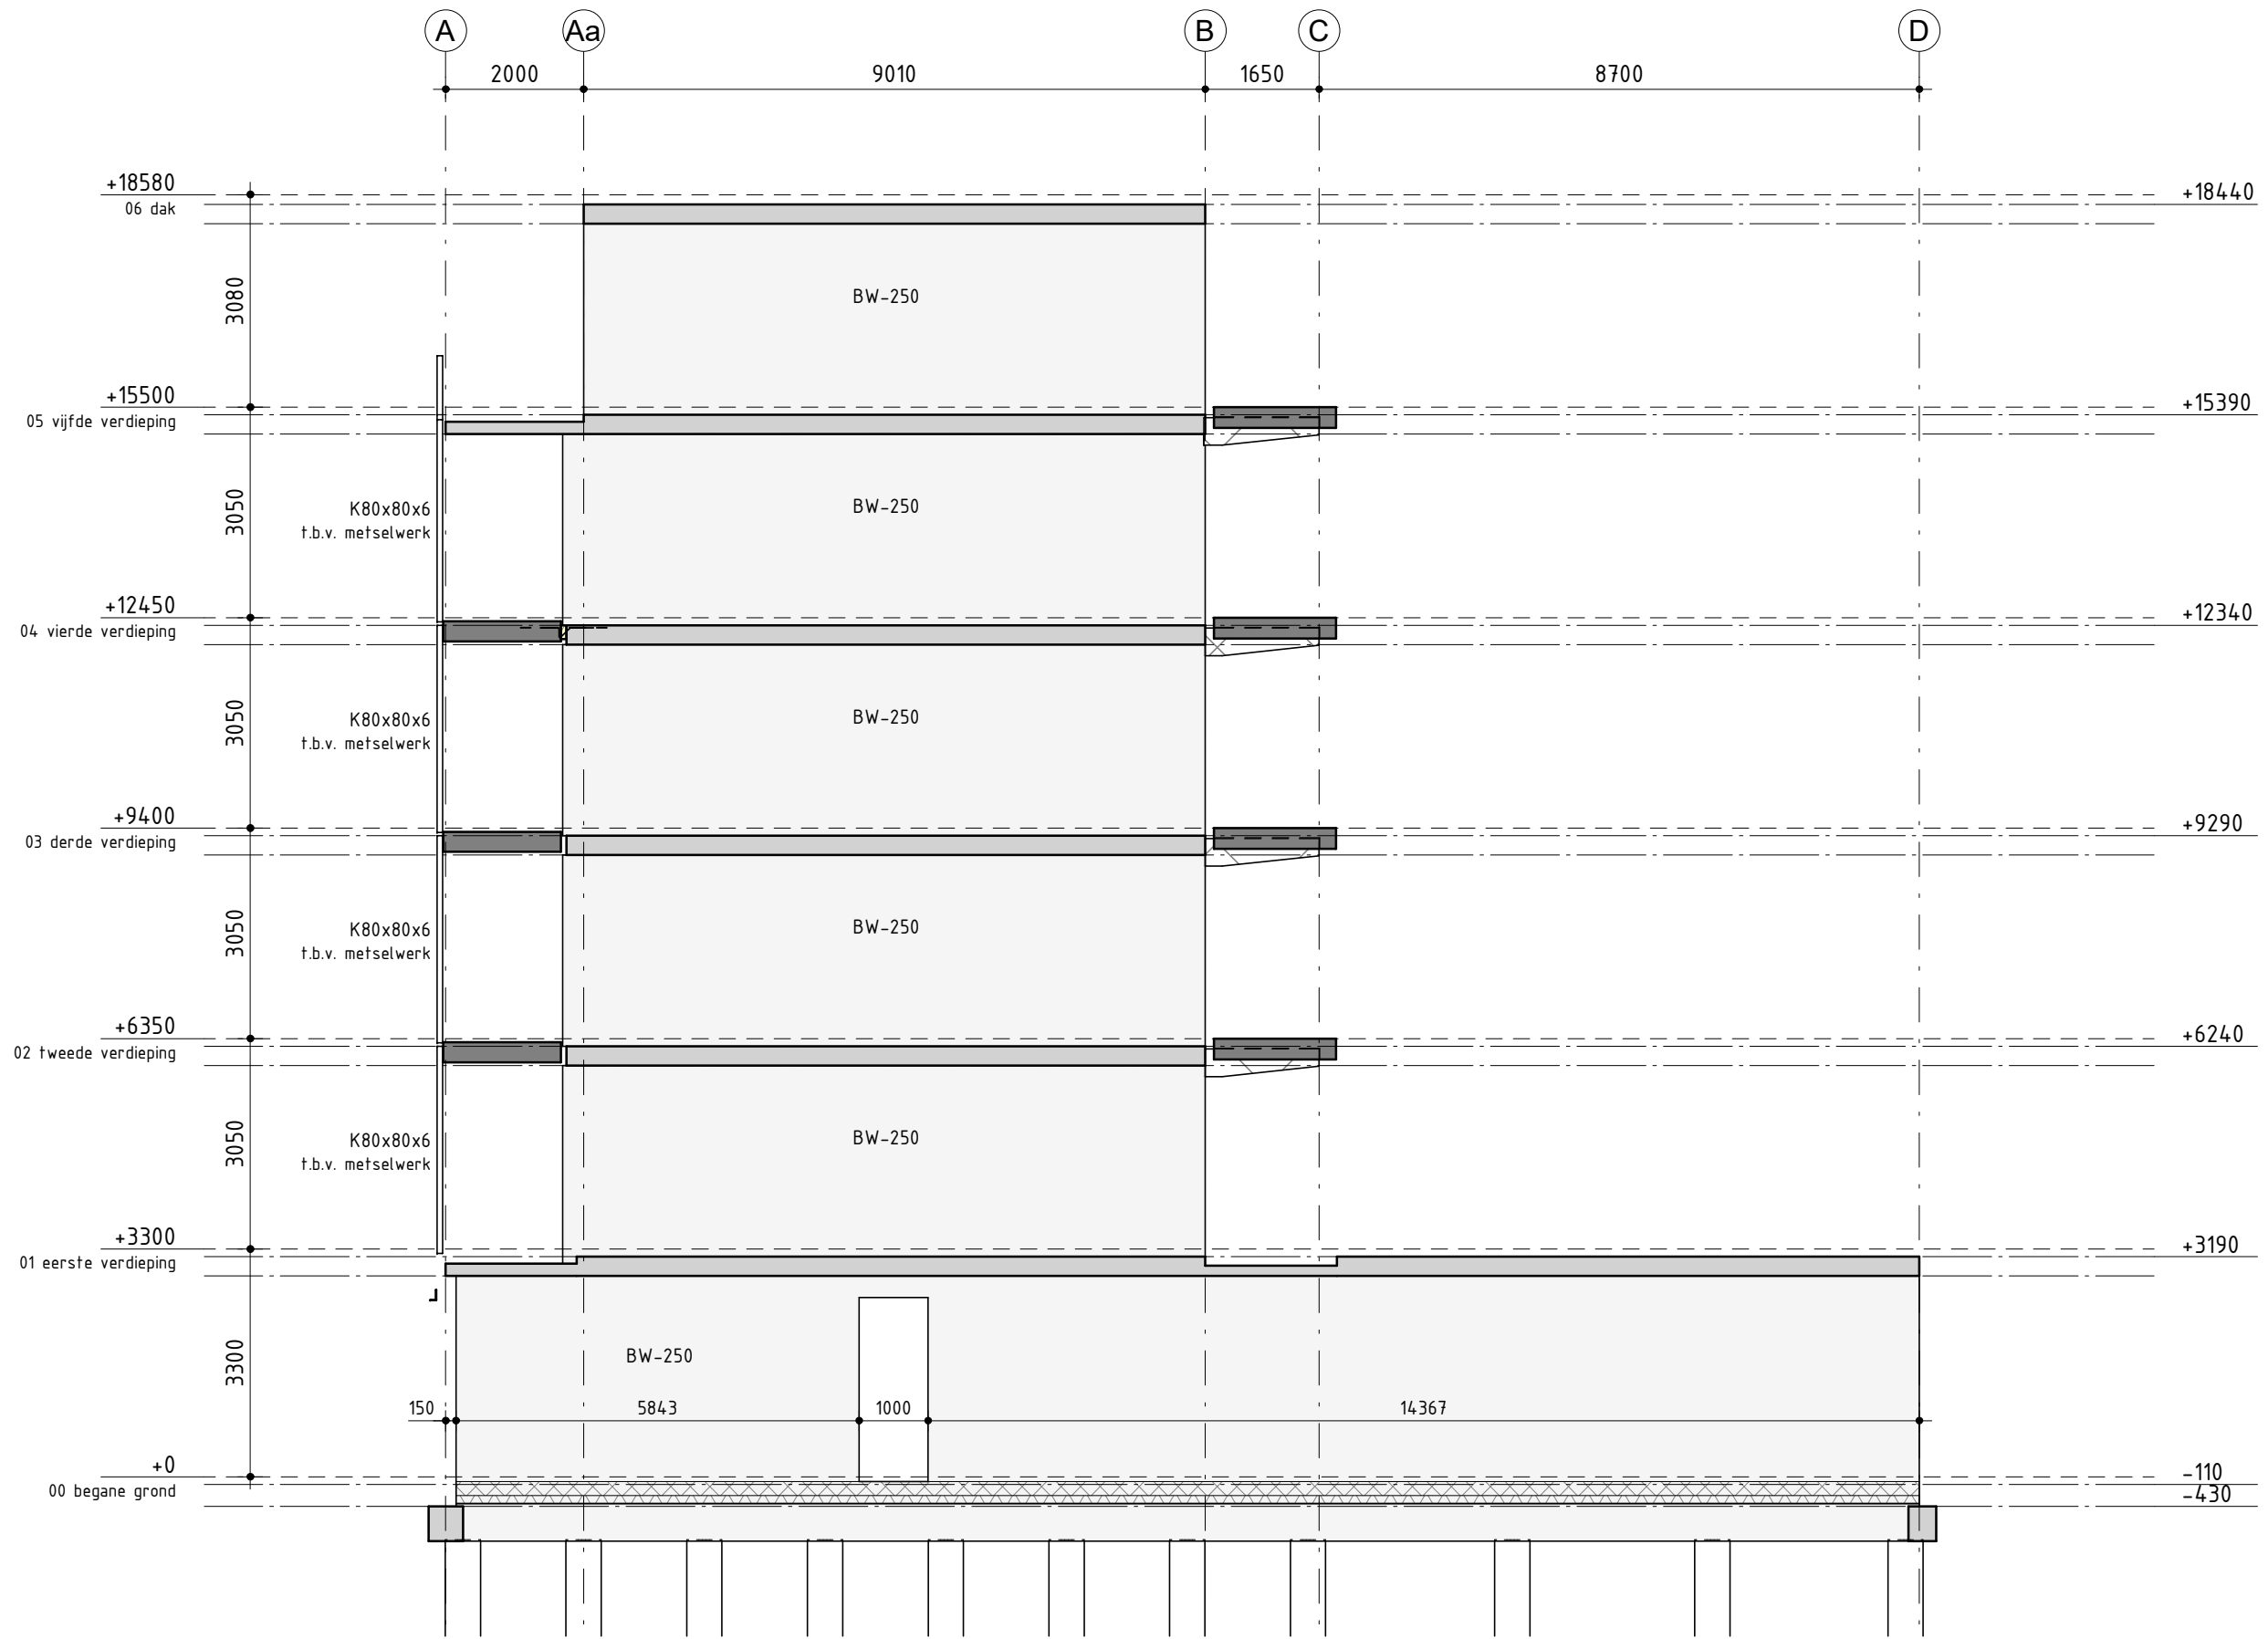 A Aa B C D
2000 9010 1650 8700
+18580 +18440
06 dak
3080
BW-250
+15500 +15390
05 vijfde verdieping
3050
BW-250
K80x80x6
t.b.v. metselwerk
+12450 +12340
04 vierde verdieping
3050
BW-250
K80x80x6
t.b.v. metselwerk
+9400 +9290
03 derde verdieping
3050
BW-250
K80x80x6
t.b.v. metselwerk
+6350 +6240
02 tweede verdieping
3050
BW-250
K80x80x6
t.b.v. metselwerk
+3300 +3190
01 eerste verdieping
3300
BW-250
150 5843 1000 14367
+0 -110
00 begane grond -430